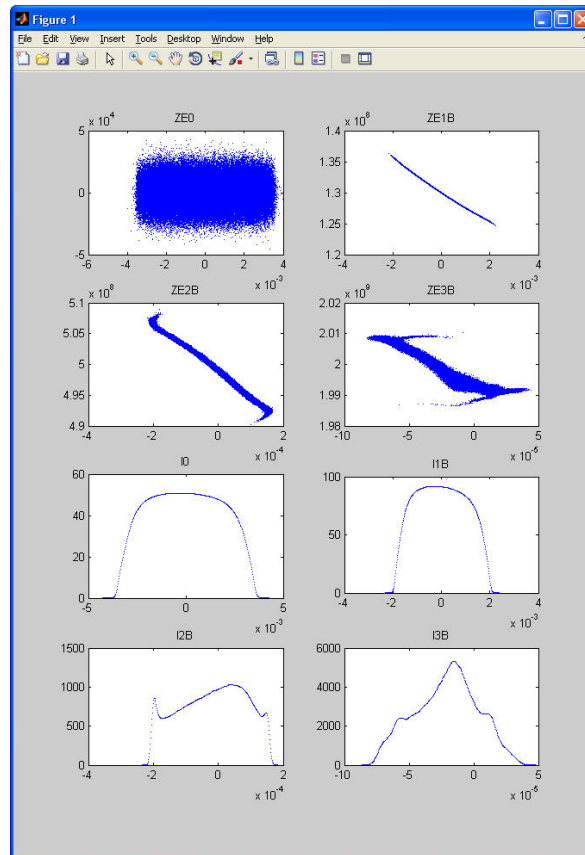 Figure 1
File Edit View Insert Tools Desktop Window Help
x 10^4 ZE0
5
0
-5
-6 -4 -2 0 2 4
x 10^-3
x 10^8 ZE1B
1.4
1.35
1.3
1.25
1.2
-4 -2 0 2 4
x 10^-3
x 10^8 ZE2B
5.1
5.05
5
4.95
4.9
-4 -2 0 2
x 10^-4
x 10^9 ZE3B
2.02
2.01
2
1.99
1.98
-10 -5 0 5
x 10^-5
I0
60
40
20
0
-5 0 5
x 10^-3
I1B
100
50
0
-4 -2 0 2 4
x 10^-3
I2B
1500
1000
500
0
-4 -2 0 2
x 10^-4
I3B
6000
4000
2000
0
-10 -5 0 5
x 10^-5